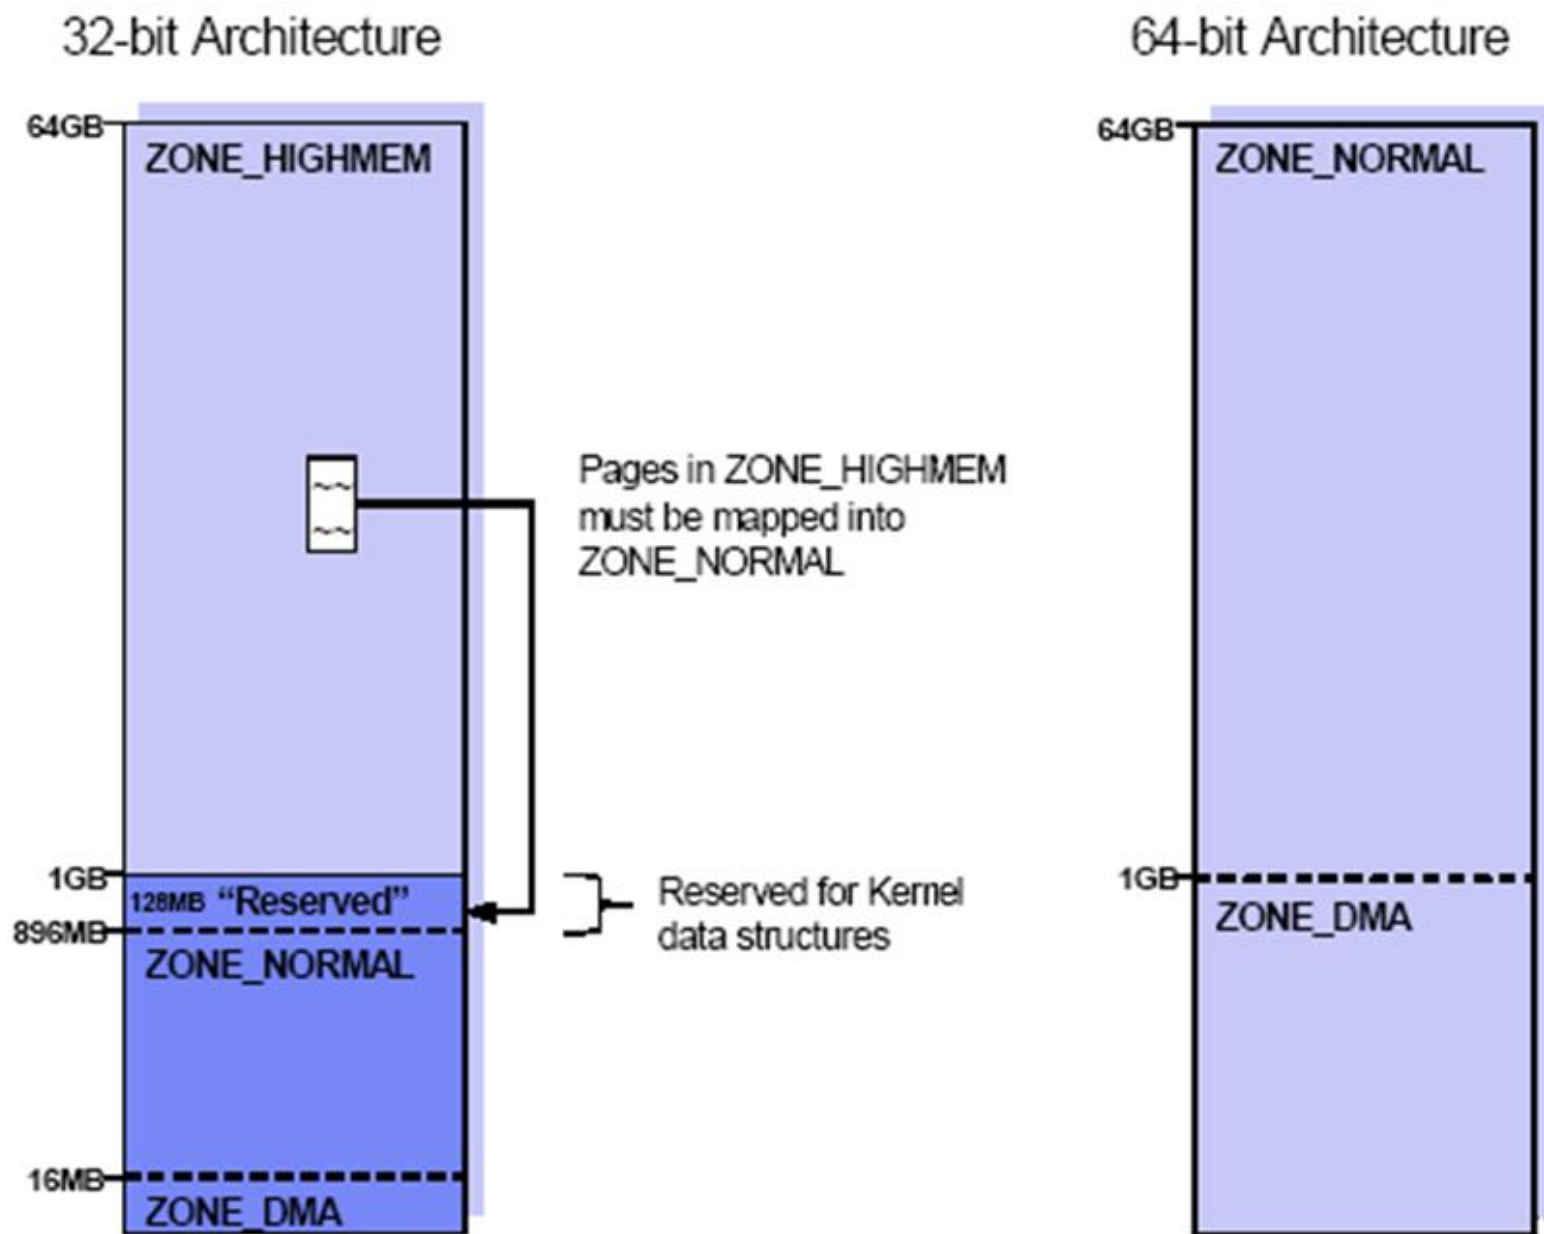 32-bit Architecture
64-bit Architecture
64GB
ZONE_HIGHMEM
64GB
ZONE_NORMAL
Pages in ZONE_HIGHMEM
must be mapped into
ZONE_NORMAL
1GB
128MB “Reserved”
896MB
ZONE_NORMAL
Reserved for Kernel
data structures
1GB
ZONE_DMA
16MB
ZONE_DMA